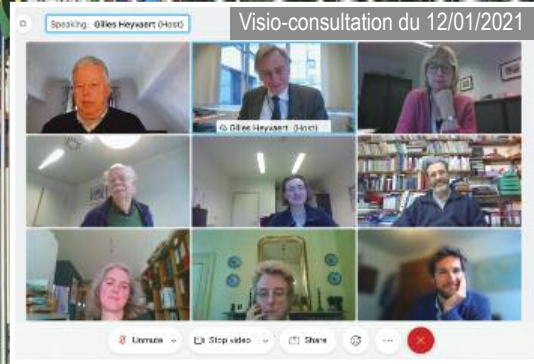 Visio-consultation du 12/01/2021
Speaking: Gilles Heyvaert (Host)
Gilles Heyvaert (Host)
Unmute
Stop video
Share